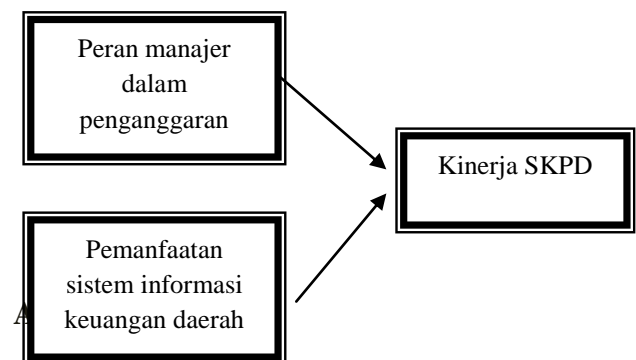 Peran manajer
dalam
penganggaran
Kinerja SKPD
Pemanfaatan
sistem informasi
keuangan daerah